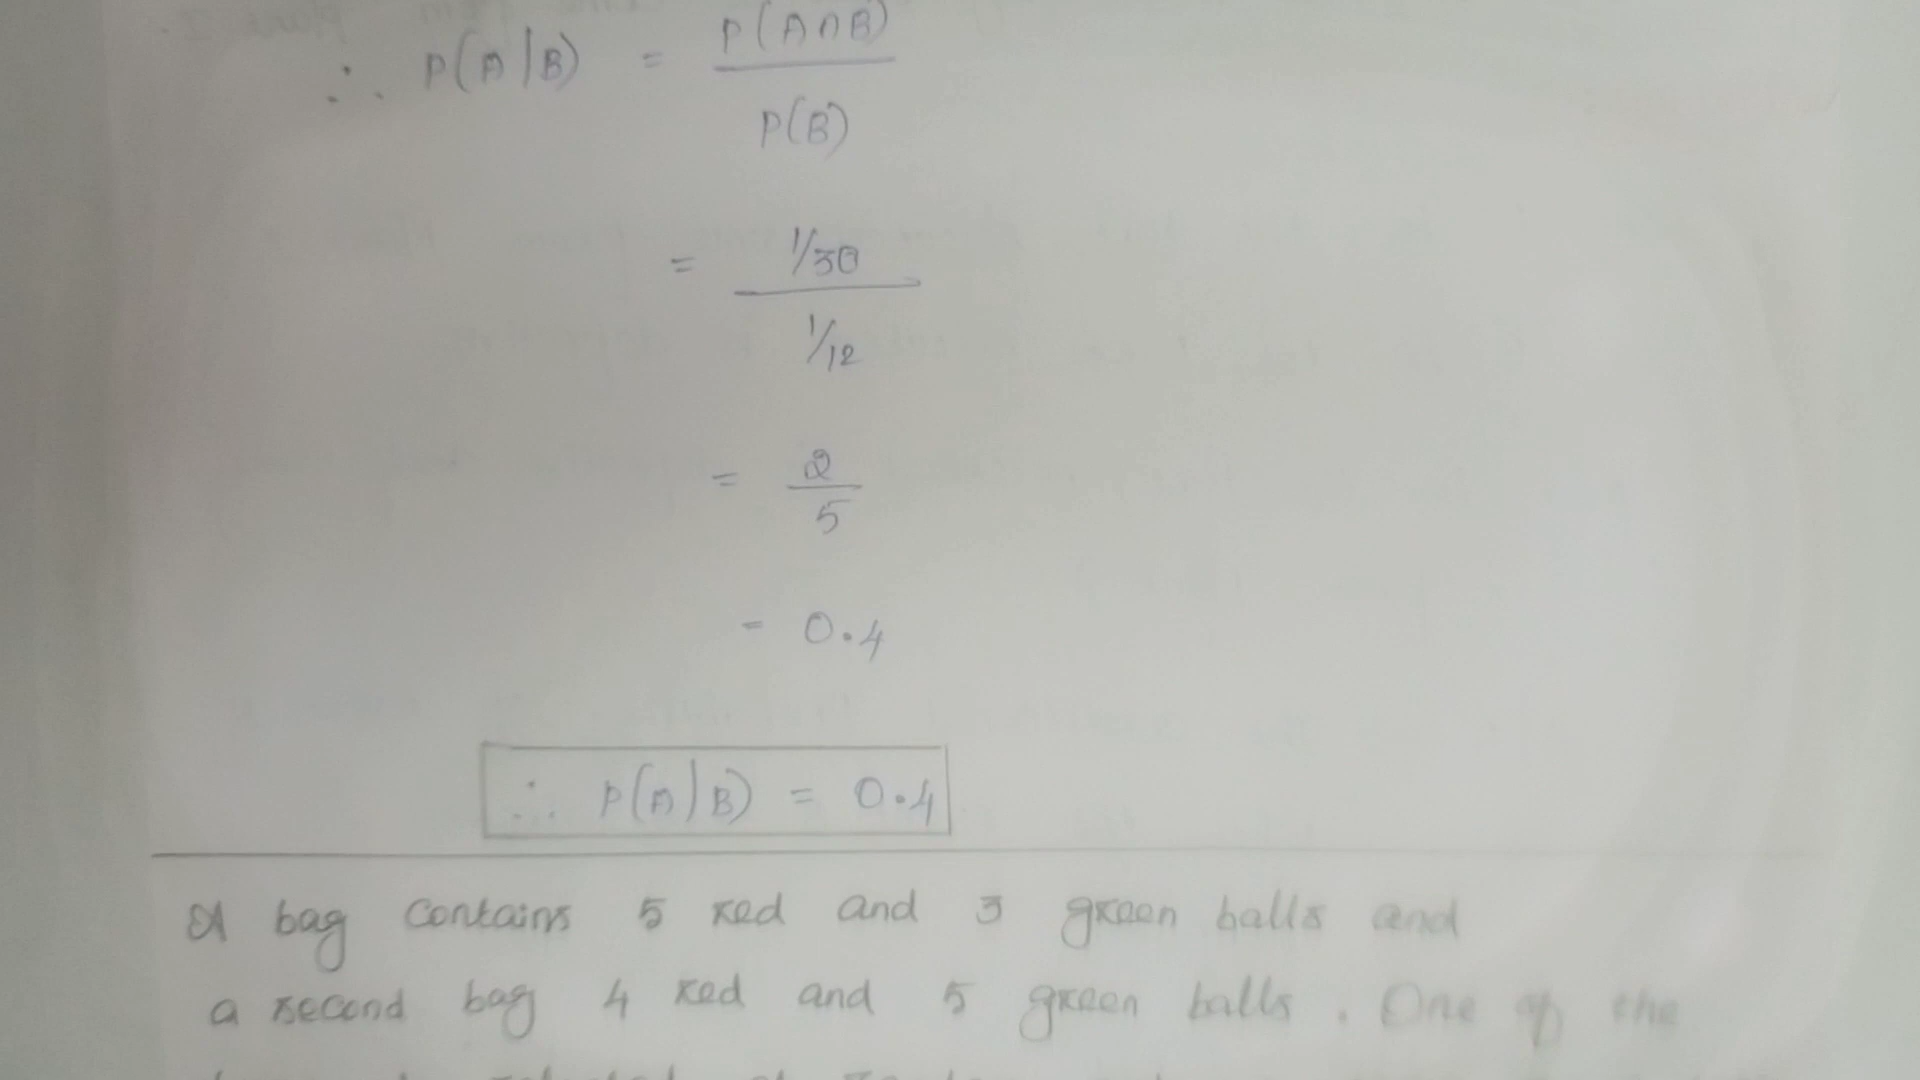 ∴ P(A|B) = P(A∩B)
P(B)
= 1/30
1/12
= 2
5
= 0.4
∴ P(A|B) = 0.4
A bag contains 5 red and 3 green balls and
a second bag 4 red and 5 green balls. One of the